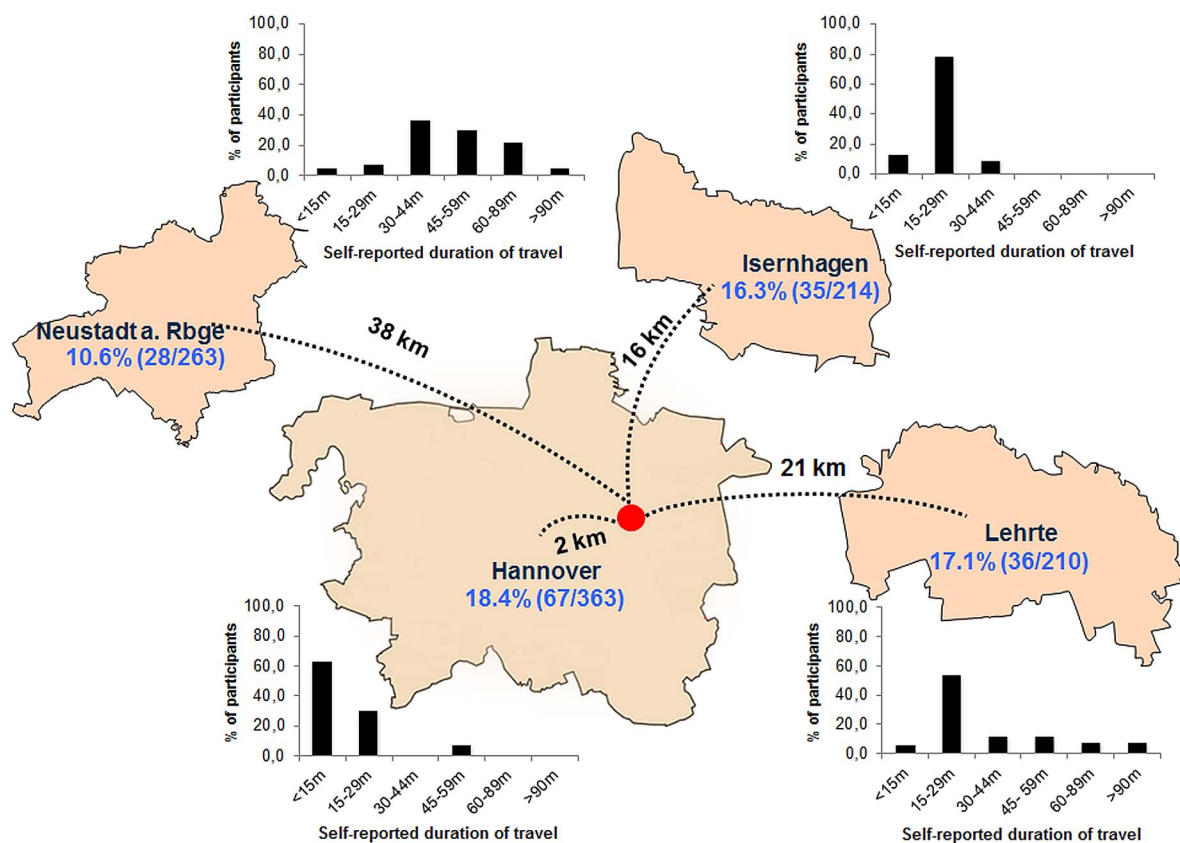 100,0
80,0
60,0
40,0
20,0
0,0
% of participants
<15m
15-29m
30-44m
45-59m
60-89m
>90m
Self-reported duration of travel
100,0
80,0
60,0
40,0
20,0
0,0
% of participants
<15m
15-29m
30-44m
45-59m
60-89m
>90m
Self-reported duration of travel
Neustadt a. Rbge
10.6% (28/263)
38 km
Isernhagen
16.3% (35/214)
16 km
21 km
Lehrte
17.1% (36/210)
2 km
Hannover
18.4% (67/363)
100,0
80,0
60,0
40,0
20,0
0,0
% of participants
<15m
15-29m
30-44m
45-59m
60-89m
>90m
Self-reported duration of travel
100,0
80,0
60,0
40,0
20,0
0,0
% of participants
<15m
15-29m
30-44m
45- 59m
60-89m
>90m
Self-reported duration of travel